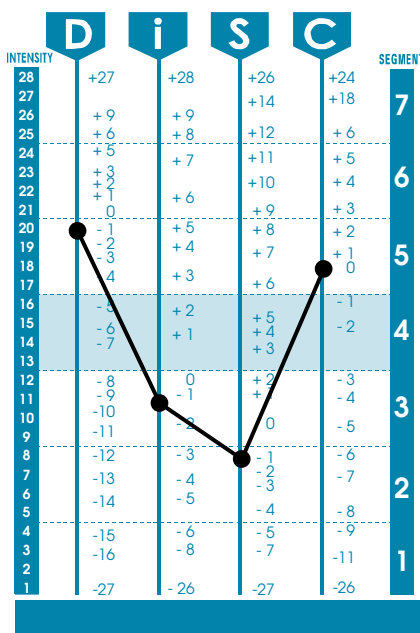 D i S C
INTENSITY SEGMENT
28 +27 +28 +26 +24
27 +14 +18 7
26 + 9 + 9
25 + 6 + 8 +12 + 6
24 + 5 + 7 +11 + 5
23 + 3 6
+ 2 +10 + 4
22 + 1 + 6
21 0 + 9 + 3
20 - 1 + 5 + 8 + 2
19 - 2 + 4 + 7 + 1 5
18 - 3 0
4 + 3
17 + 6
16 - 5 + 2 - 1
15 - 6 + 5 - 2 4
+ 1 + 4
14 - 7 + 3
13
12 - 8 0 + 2 - 3
11 - 9 - 1 - 4 3
10 -10 - 2 0 - 5
9 -11
8 -12 - 3 - 1 - 6
7 -13 - 4 - 2 - 7 2
- 3
6 -14 - 5
5 - 4 - 8
4 -15 - 6 - 5 - 9
3 -16 - 8 - 7 -11 1
2
1 -27 - 26 -27 -26